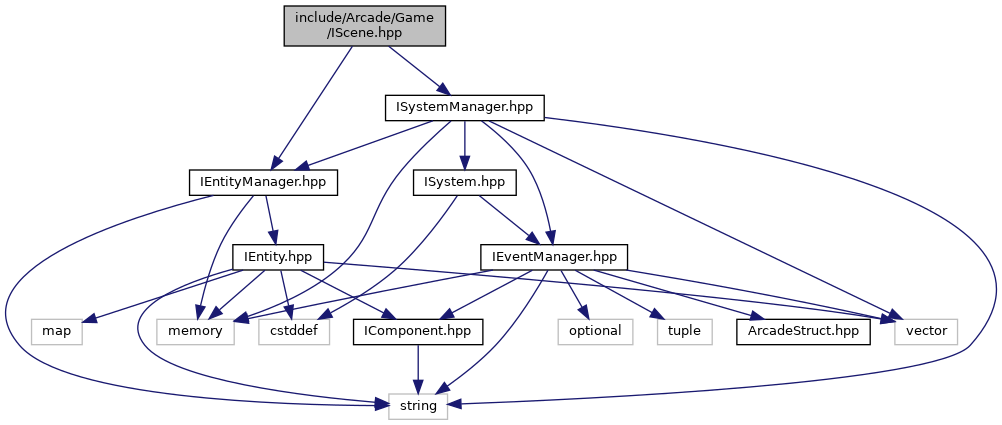 include/Arcade/Game
/IScene.hpp
ISystemManager.hpp
IEntityManager.hpp
ISystem.hpp
IEntity.hpp
IEventManager.hpp
map
memory
cstddef
IComponent.hpp
optional
tuple
ArcadeStruct.hpp
vector
string